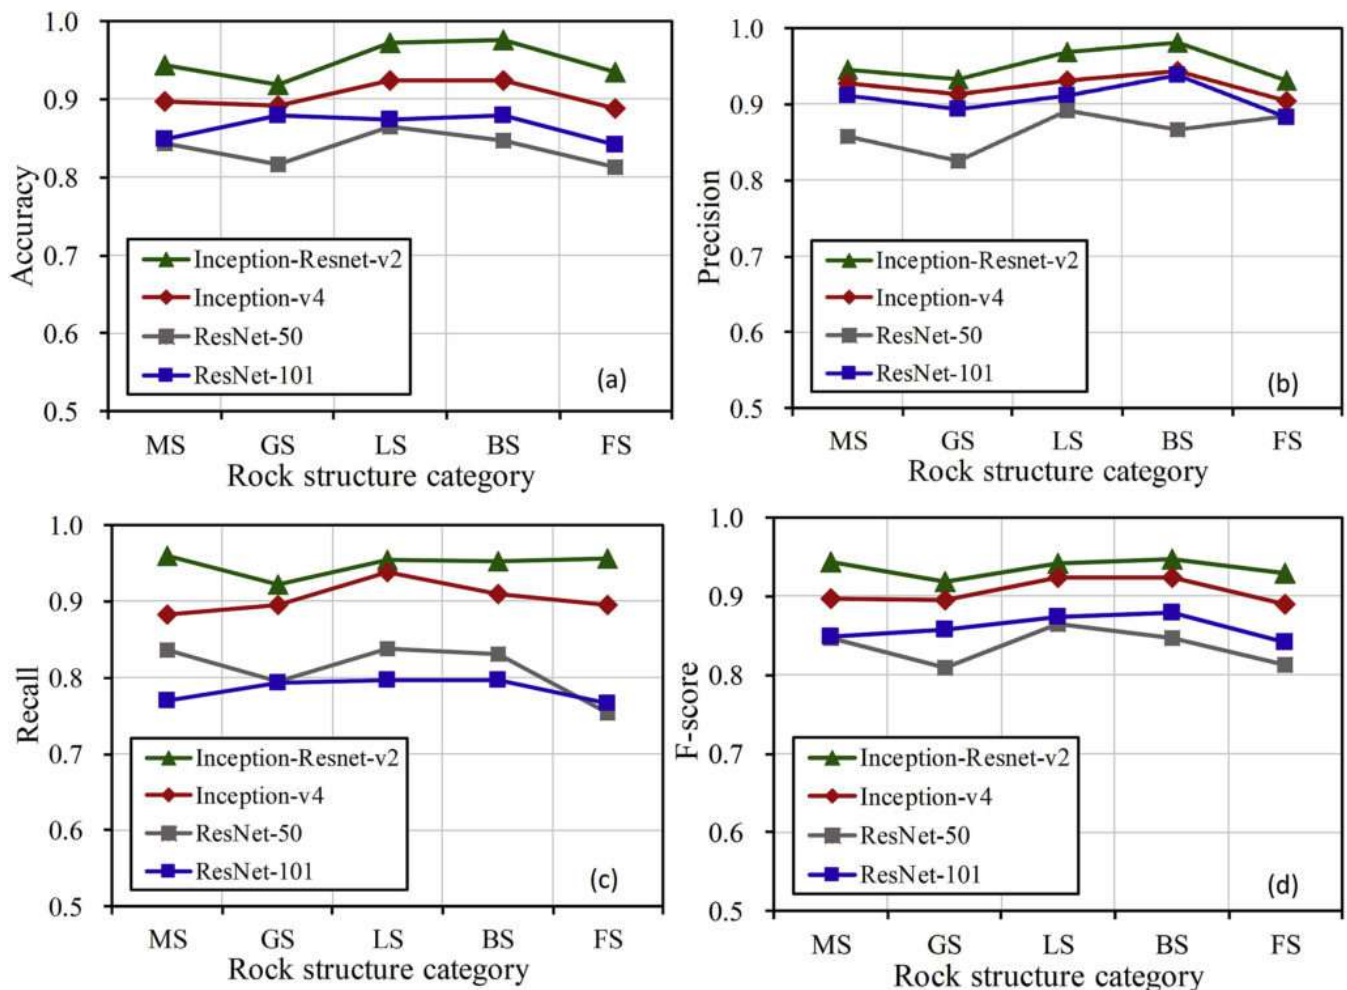 1.0
0.9
0.8
0.7
0.6
0.5
Accuracy
Inception-Resnet-v2
Inception-v4
ResNet-50
ResNet-101
(a)
MS GS LS BS FS
Rock structure category
1.0
0.9
0.8
0.7
0.6
0.5
Precision
Inception-Resnet-v2
Inception-v4
ResNet-50
ResNet-101
(b)
MS GS LS BS FS
Rock structure category
1.0
0.9
0.8
0.7
0.6
0.5
Recall
Inception-Resnet-v2
Inception-v4
ResNet-50
ResNet-101
(c)
MS GS LS BS FS
Rock structure category
1.0
0.9
0.8
0.7
0.6
0.5
F-score
Inception-Resnet-v2
Inception-v4
ResNet-50
ResNet-101
(d)
MS GS LS BS FS
Rock structure category